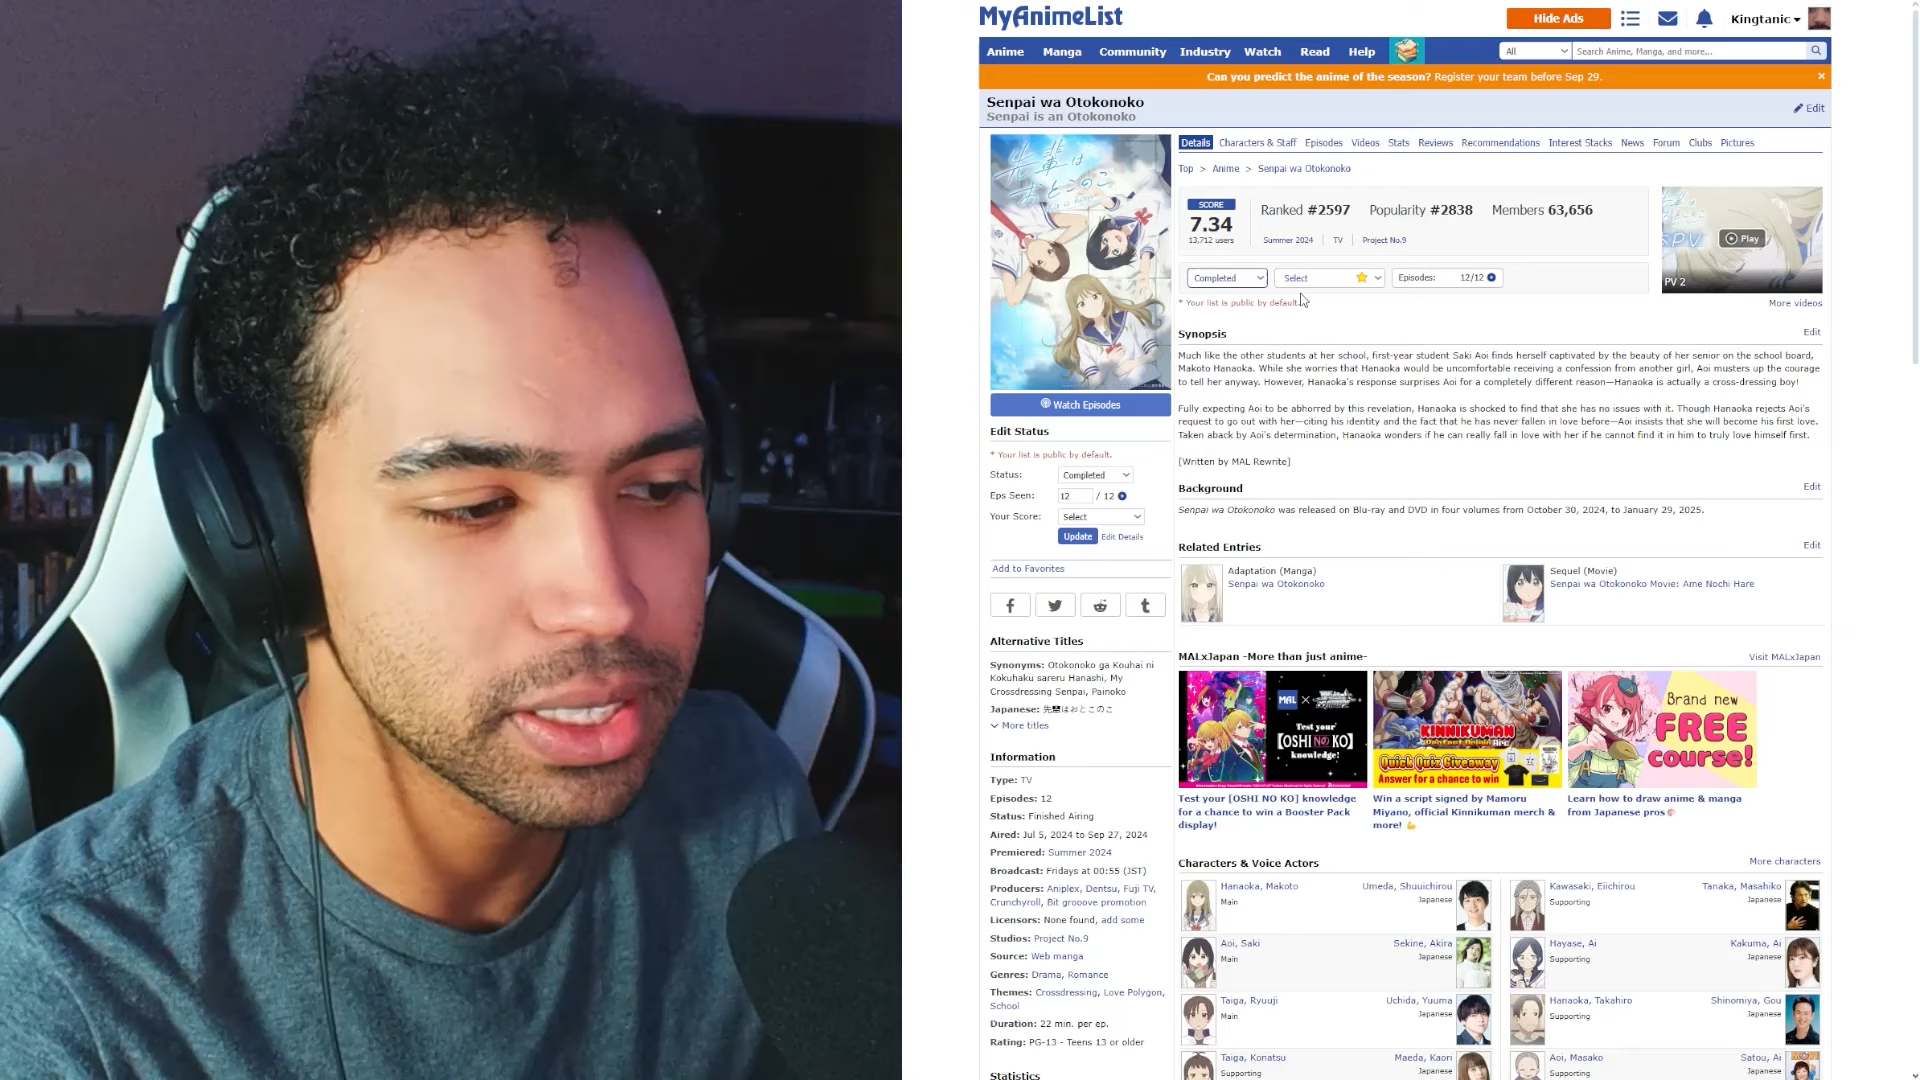 MyAnimeList
Hide Ads
Kingtanic
Anime Manga Community Industry Watch Read Help
All
Search Anime, Manga, and more...
Can you predict the anime of the season? Register your team before Sep 29.
×
Senpai wa Otokonoko
Senpai is an Otokonoko
Edit
Details Characters & Staff Episodes Videos Stats Reviews Recommendations Interest Stacks News Forum Clubs Pictures
Top > Anime > Senpai wa Otokonoko
SCORE
7.34
13,712 users
Ranked #2597 Popularity #2838 Members 63,656
Summer 2024 TV Project No.9
Completed Select Episodes: 12/12
* Your list is public by default.
Play
PV 2
More videos
先輩は
おとこのこ
Watch Episodes
Edit Status
* Your list is public by default.
Status: Completed
Eps Seen: 12 / 12
Your Score: Select
Update Edit Details
Add to Favorites
Alternative Titles
Synonyms: Otokonoko ga Kouhai ni
Kokuhaku sareru Hanashi, My
Crossdressing Senpai, Painoko
Japanese: 先輩はおとこのこ
More titles
Information
Type: TV
Episodes: 12
Status: Finished Airing
Aired: Jul 5, 2024 to Sep 27, 2024
Premiered: Summer 2024
Broadcast: Fridays at 00:55 (JST)
Producers: Aniplex, Dentsu, Fuji TV,
Crunchyroll, Bit grooove promotion
Licensors: None found, add some
Studios: Project No.9
Source: Web manga
Genres: Drama, Romance
Themes: Crossdressing, Love Polygon,
School
Duration: 22 min. per ep.
Rating: PG-13 - Teens 13 or older
Statistics
Synopsis
Edit
Much like the other students at her school, first-year student Saki Aoi finds herself captivated by the beauty of her senior on the school board,
Makoto Hanaoka. While she worries that Hanaoka would be uncomfortable receiving a confession from another girl, Aoi musters up the courage
to tell her anyway. However, Hanaoka's response surprises Aoi for a completely different reason—Hanaoka is actually a cross-dressing boy!
Fully expecting Aoi to be abhorred by this revelation, Hanaoka is shocked to find that she has no issues with it. Though Hanaoka rejects Aoi's
request to go out with her—citing his identity and the fact that he has never fallen in love before—Aoi insists that she will become his first love.
Taken aback by Aoi's determination, Hanaoka wonders if he can really fall in love with her if he cannot find it in him to truly love himself first.
[Written by MAL Rewrite]
Background
Edit
Senpai wa Otokonoko was released on Blu-ray and DVD in four volumes from October 30, 2024, to January 29, 2025.
Related Entries
Edit
Adaptation (Manga)
Senpai wa Otokonoko
Sequel (Movie)
Senpai wa Otokonoko Movie: Ame Nochi Hare
MALxJapan -More than just anime-
Visit MALxJapan
MAL ×
Test your
[OSHI NO KO]
knowledge!
KINNIKUMAN
Perfect Origin Arc
Quick Quiz Giveaway
Answer for a chance to win
Brand new
FREE
course!
Test your [OSHI NO KO] knowledge
for a chance to win a Booster Pack
display!
Win a script signed by Mamoru
Miyano, official Kinnikuman merch &
more! 💪
Learn how to draw anime & manga
from Japanese pros
Characters & Voice Actors
More characters
Hanaoka, Makoto
Main
Umeda, Shuuichirou
Japanese
Kawasaki, Eiichirou
Supporting
Tanaka, Masahiko
Japanese
Aoi, Saki
Main
Sekine, Akira
Japanese
Hayase, Ai
Supporting
Kakuma, Ai
Japanese
Taiga, Ryuuji
Main
Uchida, Yuuma
Japanese
Hanaoka, Takahiro
Supporting
Shinomiya, Gou
Japanese
Taiga, Konatsu
Supporting
Maeda, Kaori
Japanese
Aoi, Masako
Supporting
Satou, Ai
Japanese